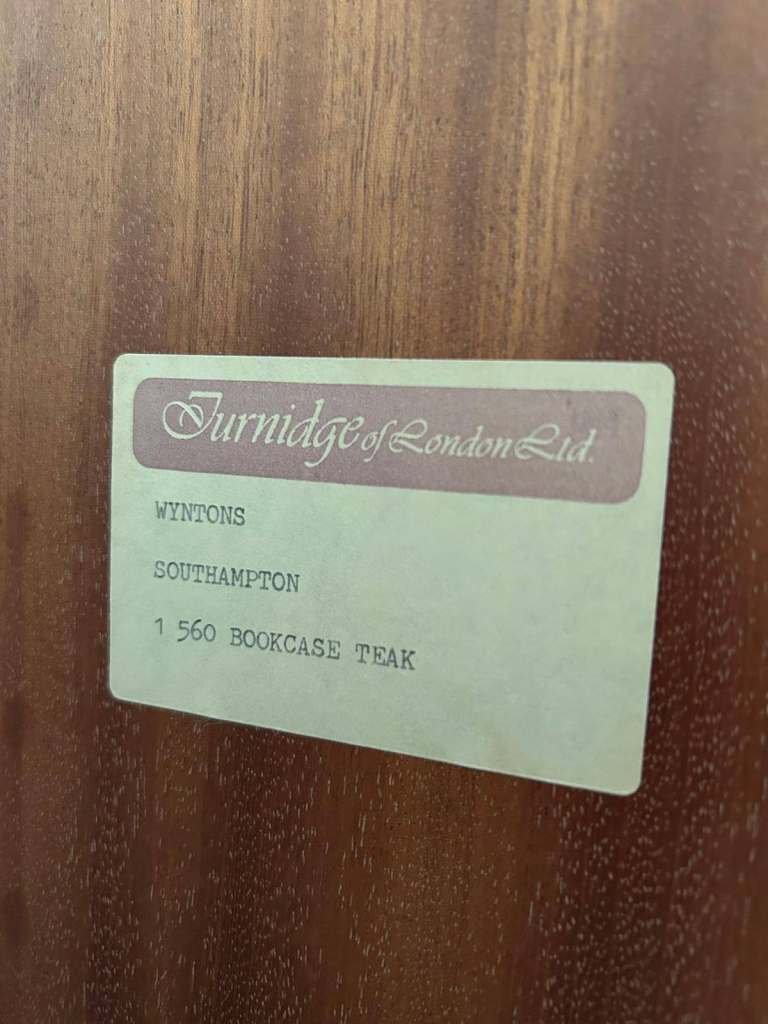 Turnidge of London Ltd.
WYNTONS
SOUTHAMPTON
1 560 BOOKCASE TEAK